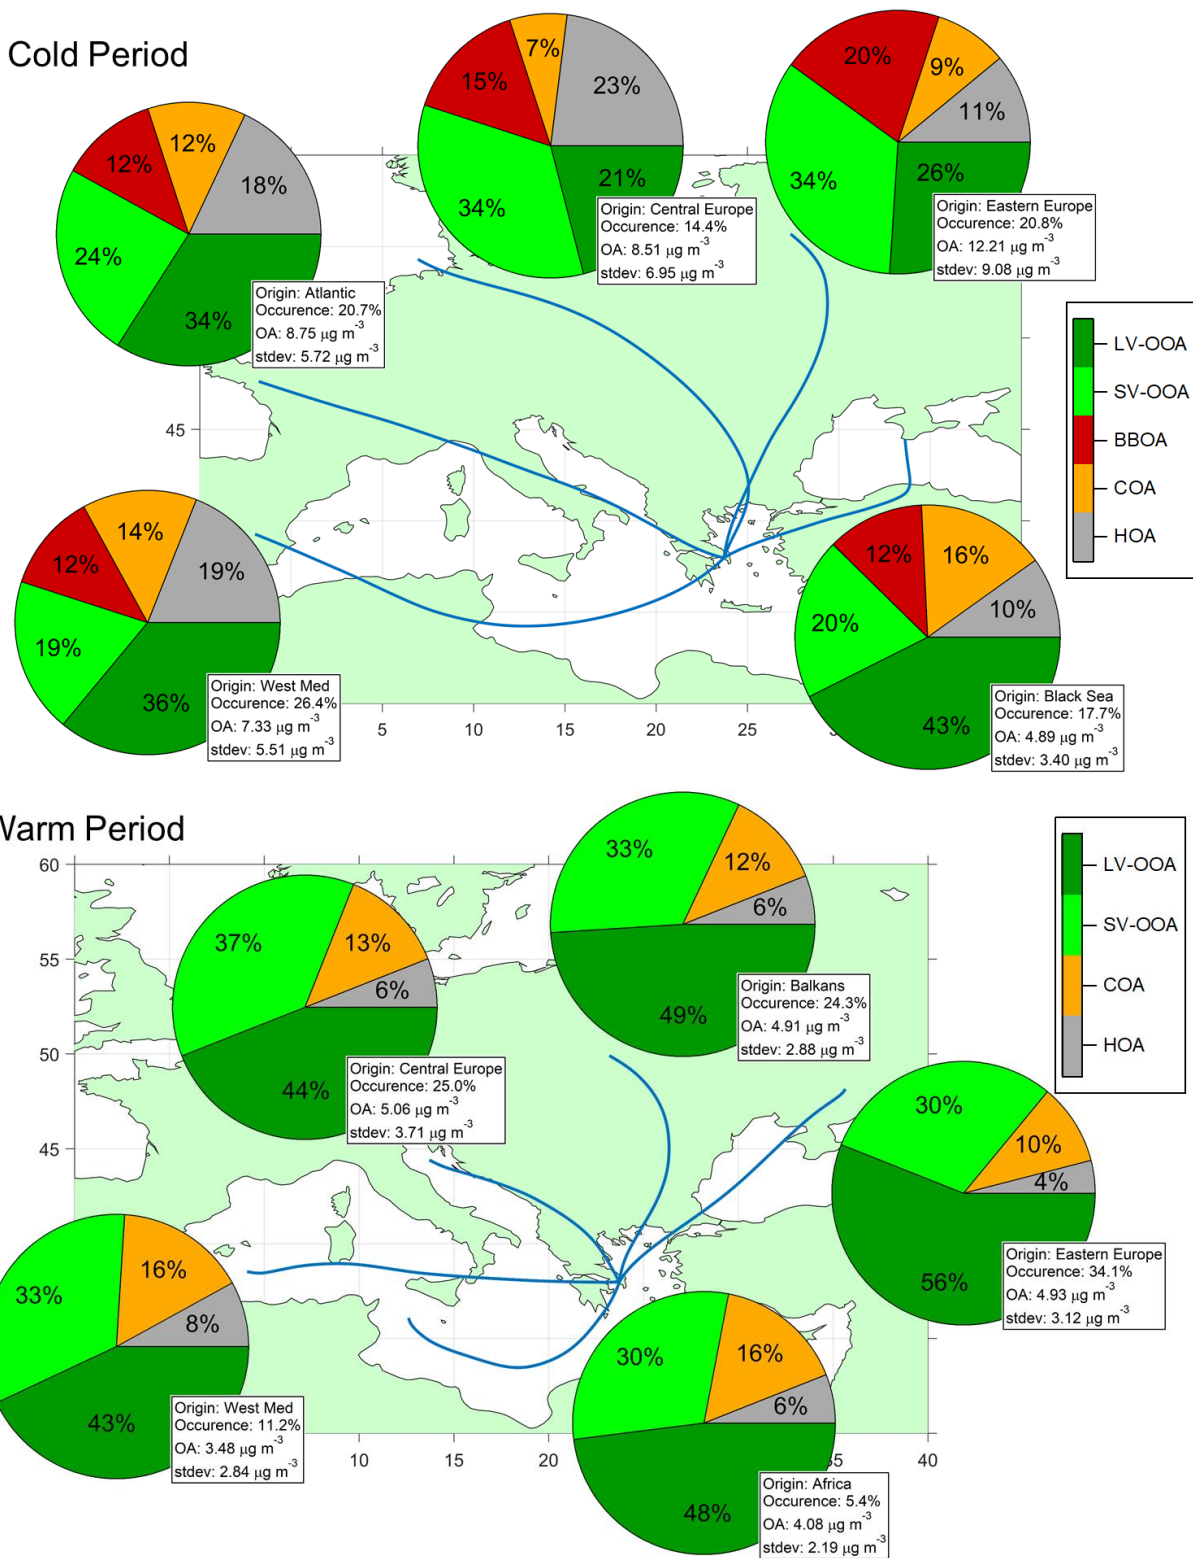 Cold Period
12%
12%
18%
24%
34%
Origin: Atlantic
Occurence: 20.7%
OA: 8.75 μg m-3
stdev: 5.72 μg m-3
15%
7%
23%
34%
21%
Origin: Central Europe
Occurence: 14.4%
OA: 8.51 μg m-3
stdev: 6.95 μg m-3
20%
9%
11%
34%
26%
Origin: Eastern Europe
Occurence: 20.8%
OA: 12.21 μg m-3
stdev: 9.08 μg m-3
LV-OOA
SV-OOA
BBOA
COA
HOA
45
12%
14%
19%
19%
36%
Origin: West Med
Occurence: 26.4%
OA: 7.33 μg m-3
stdev: 5.51 μg m-3
12%
16%
10%
20%
43%
Origin: Black Sea
Occurence: 17.7%
OA: 4.89 μg m-3
stdev: 3.40 μg m-3
5
10
15
20
25
Warm Period
60
55
50
45
37%
13%
6%
44%
Origin: Central Europe
Occurence: 25.0%
OA: 5.06 μg m-3
stdev: 3.71 μg m-3
33%
12%
6%
49%
Origin: Balkans
Occurence: 24.3%
OA: 4.91 μg m-3
stdev: 2.88 μg m-3
LV-OOA
SV-OOA
COA
HOA
30%
10%
4%
56%
Origin: Eastern Europe
Occurence: 34.1%
OA: 4.93 μg m-3
stdev: 3.12 μg m-3
33%
16%
8%
43%
Origin: West Med
Occurence: 11.2%
OA: 3.48 μg m-3
stdev: 2.84 μg m-3
30%
16%
6%
48%
Origin: Africa
Occurence: 5.4%
OA: 4.08 μg m-3
stdev: 2.19 μg m-3
10
20
40